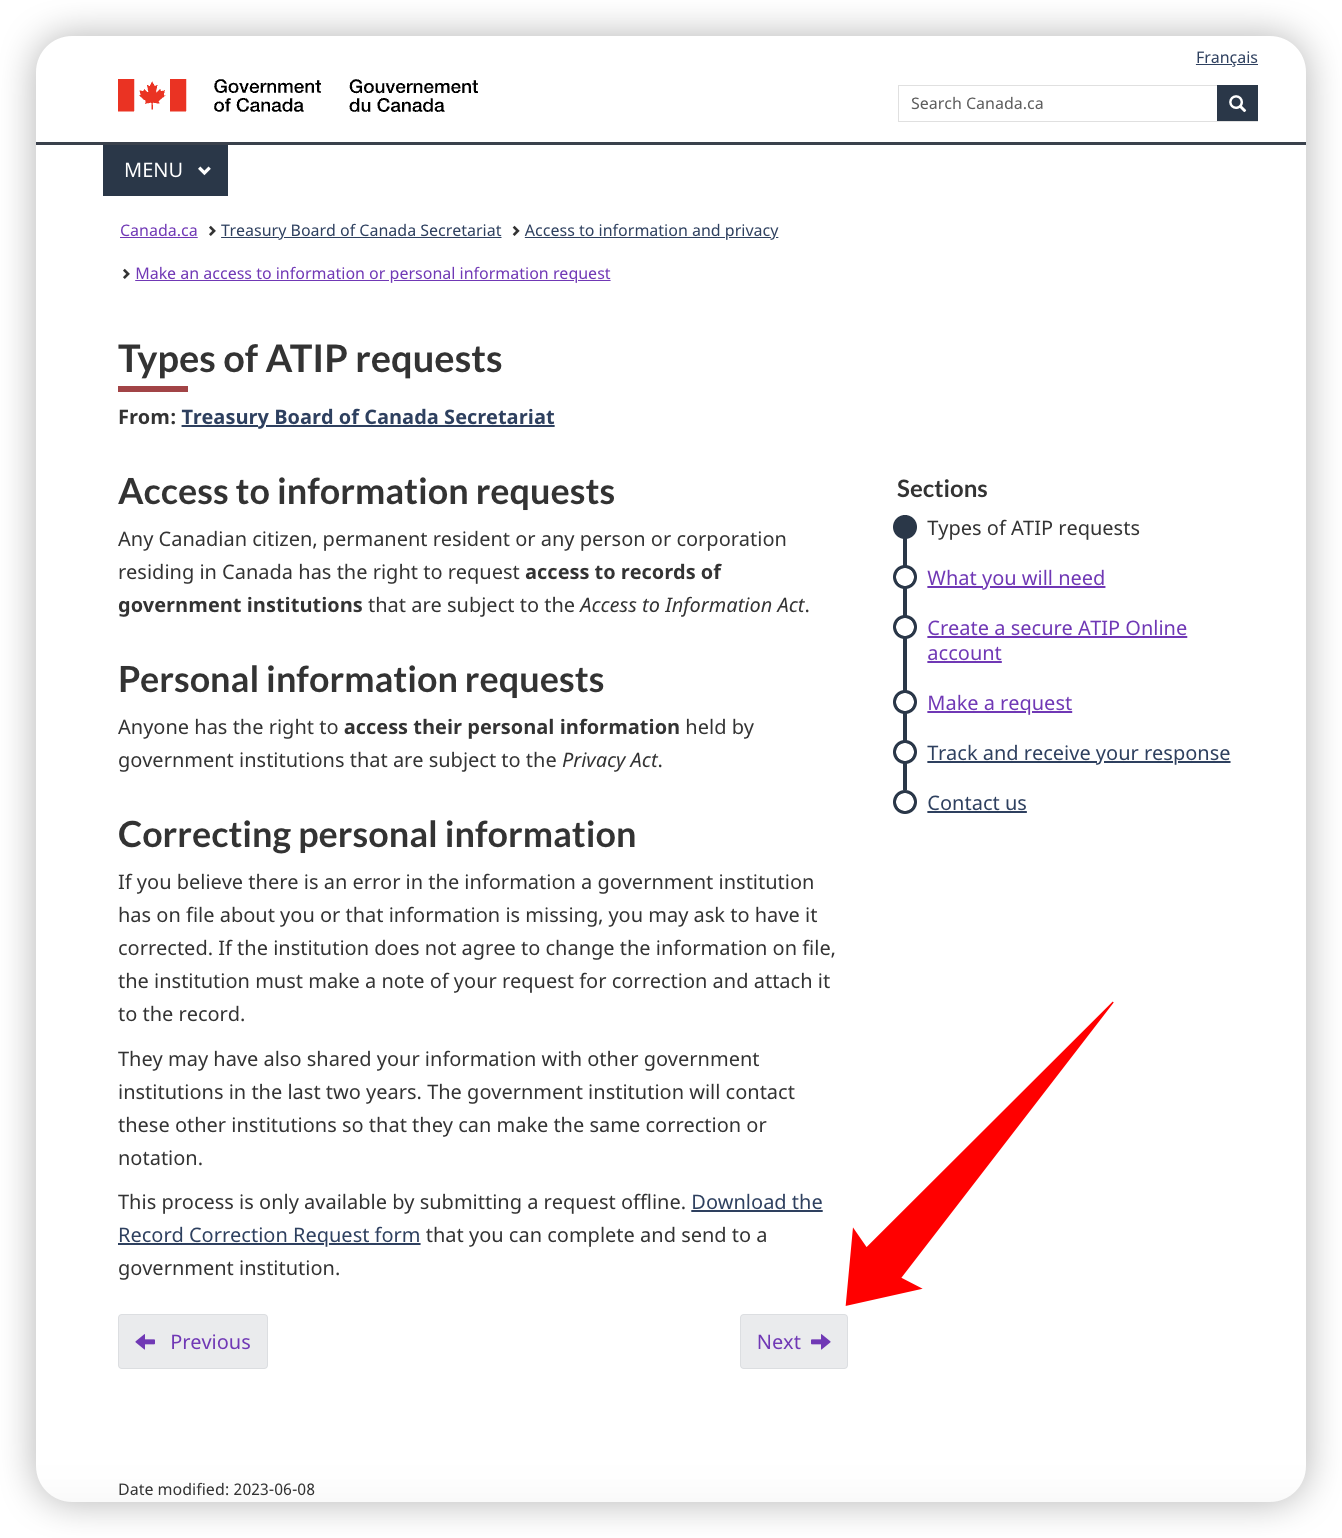 Français
Government
of Canada
Gouvernement
du Canada
Search Canada.ca
MENU
Canada.ca
Treasury Board of Canada Secretariat
Access to information and privacy
Make an access to information or personal information request
Types of ATIP requests
From: Treasury Board of Canada Secretariat
Access to information requests
Any Canadian citizen, permanent resident or any person or corporation
residing in Canada has the right to request access to records of
government institutions that are subject to the Access to Information Act.
Personal information requests
Anyone has the right to access their personal information held by
government institutions that are subject to the Privacy Act.
Correcting personal information
If you believe there is an error in the information a government institution
has on file about you or that information is missing, you may ask to have it
corrected. If the institution does not agree to change the information on file,
the institution must make a note of your request for correction and attach it
to the record.
They may have also shared your information with other government
institutions in the last two years. The government institution will contact
these other institutions so that they can make the same correction or
notation.
This process is only available by submitting a request offline. Download the
Record Correction Request form that you can complete and send to a
government institution.
Sections
Types of ATIP requests
What you will need
Create a secure ATIP Online
account
Make a request
Track and receive your response
Contact us
Previous
Next
Date modified: 2023-06-08